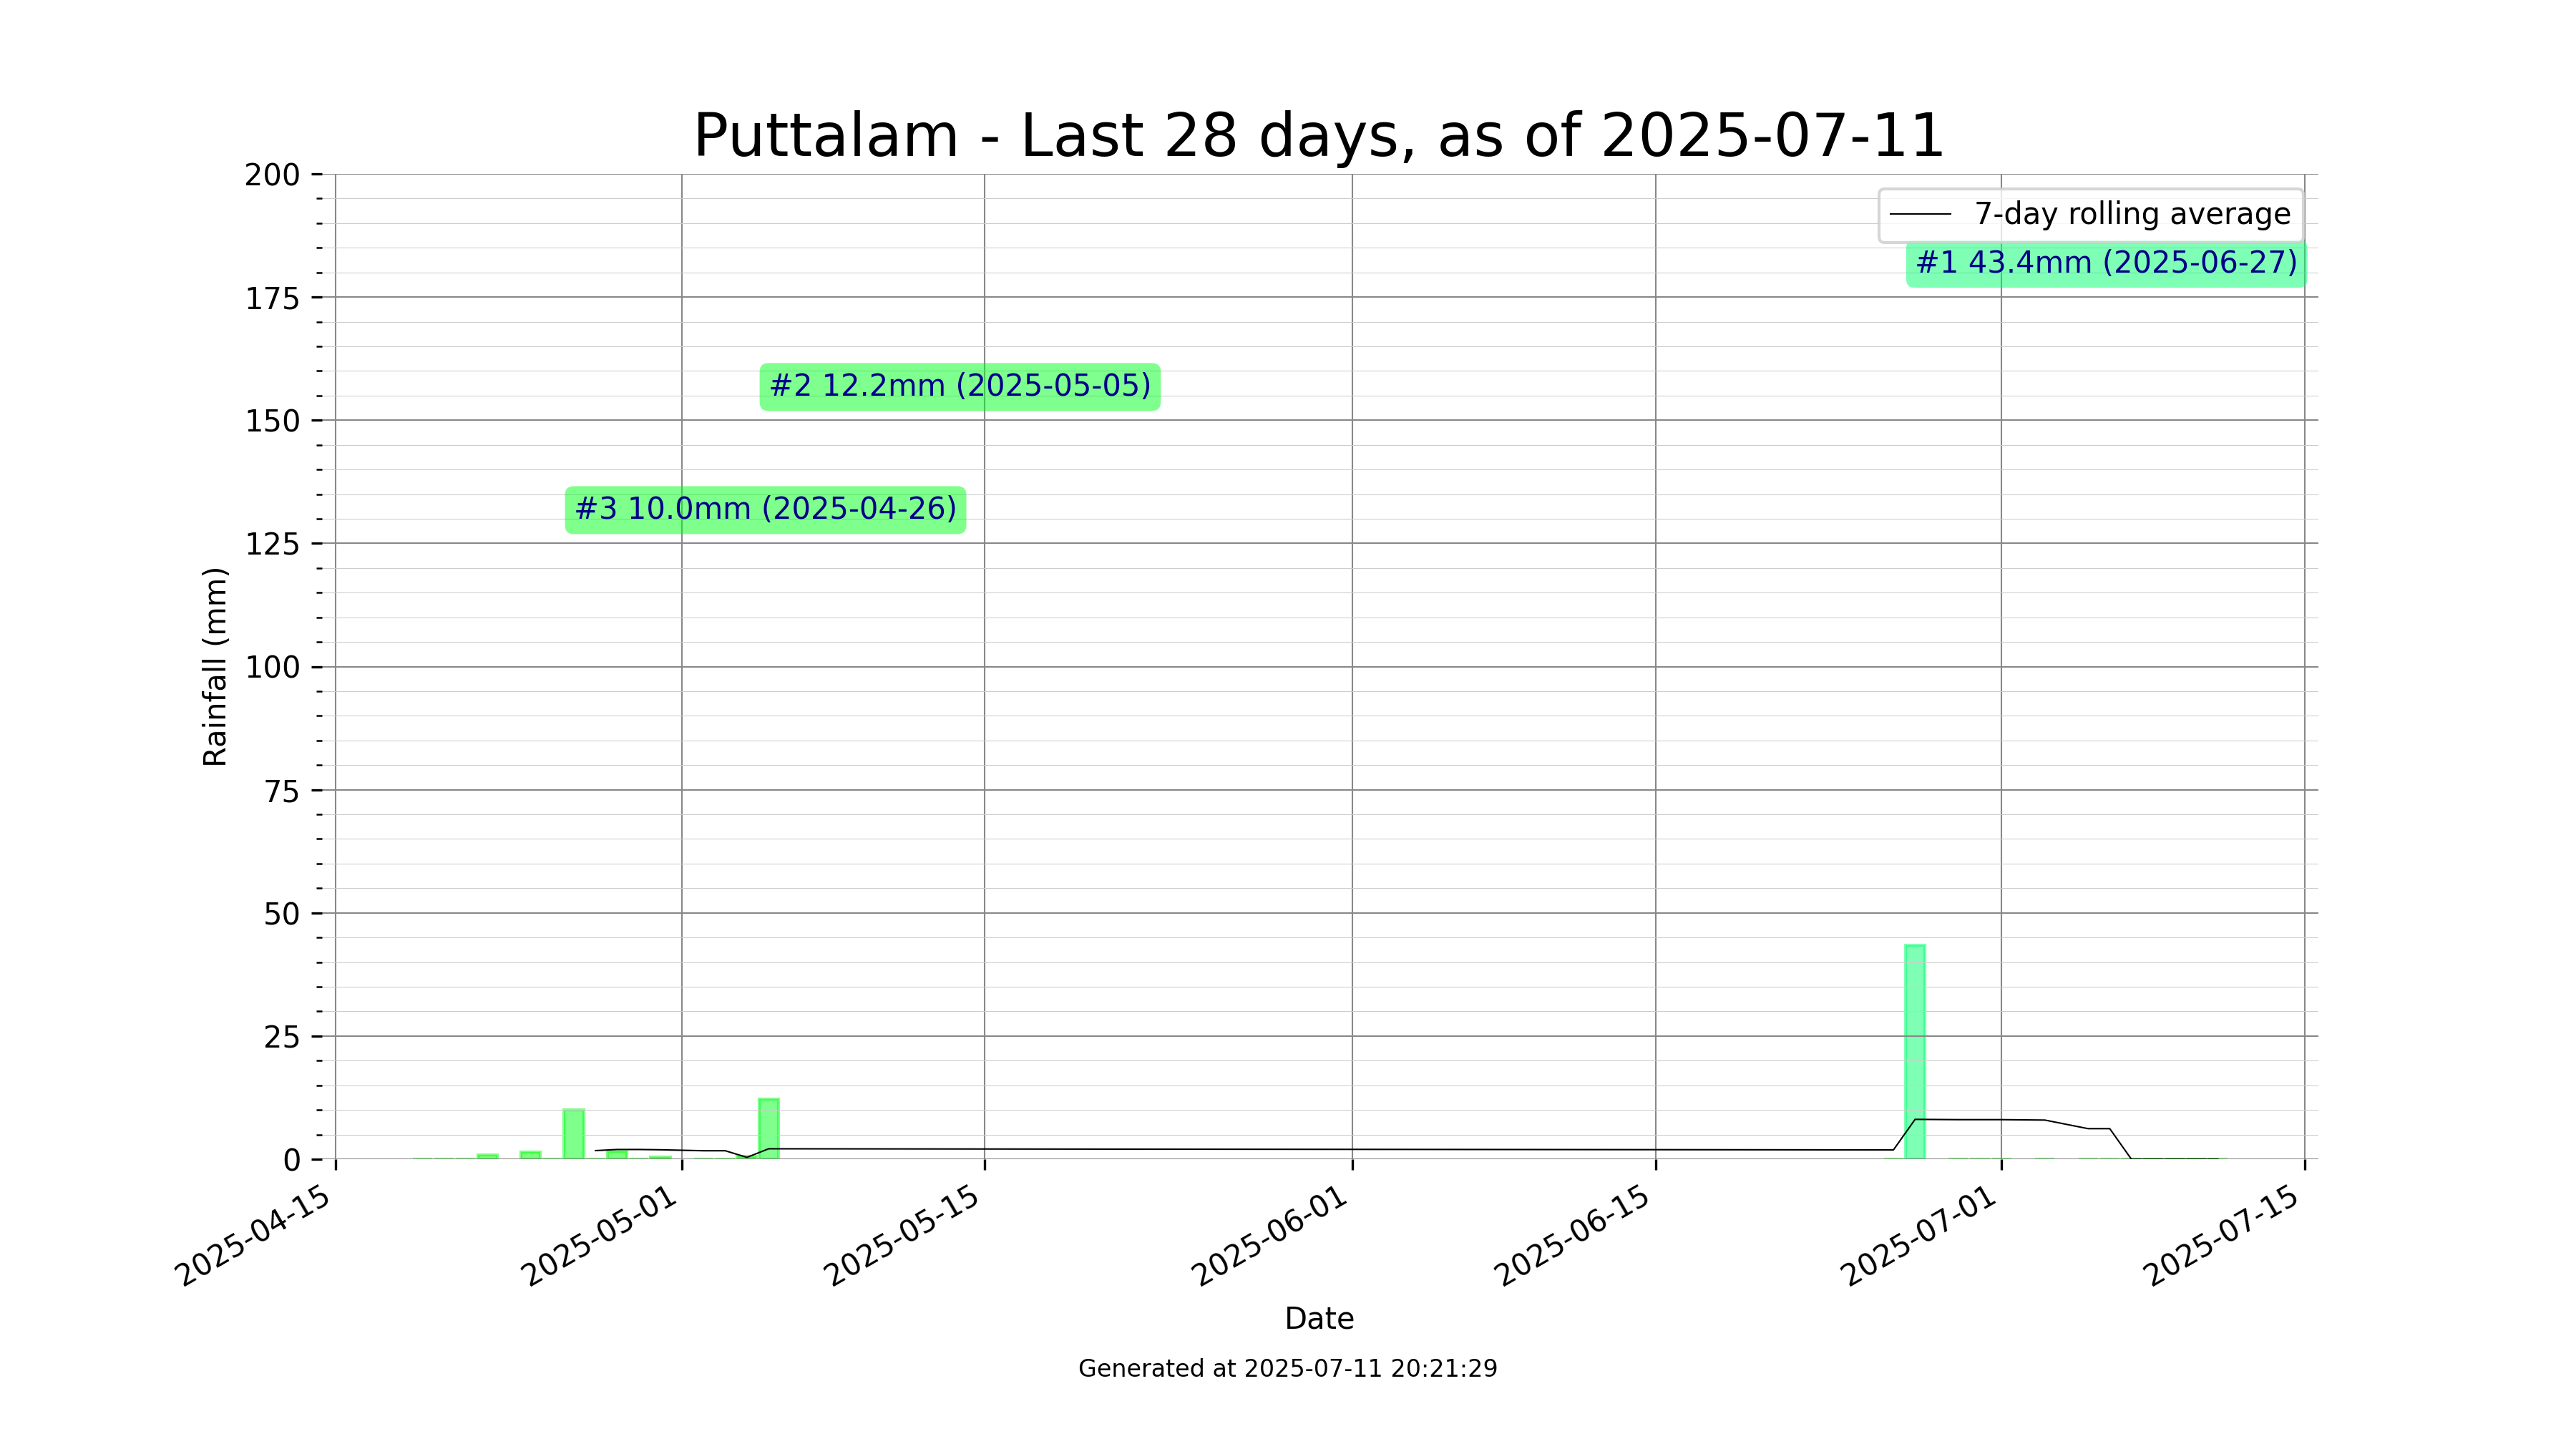 Puttalam - Last 28 days, as of 2025-07-11
200
175
150
125
100
75
50
25
0
Rainfall (mm)
7-day rolling average
#1 43.4mm (2025-06-27)
#2 12.2mm (2025-05-05)
#3 10.0mm (2025-04-26)
2025-04-15
2025-05-01
2025-05-15
2025-06-01
2025-06-15
2025-07-01
2025-07-15
Date
Generated at 2025-07-11 20:21:29